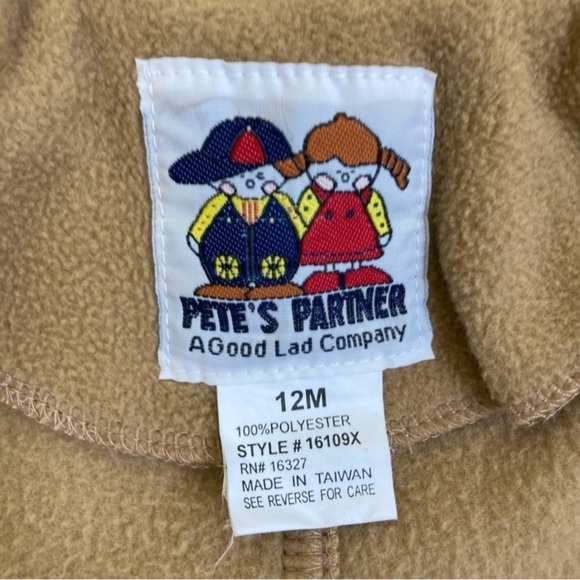 PETE'S PARTNER
A Good Lad Company
12M
100%POLYESTER
STYLE # 16109X
RN# 16327
MADE IN TAIWAN
SEE REVERSE FOR CARE